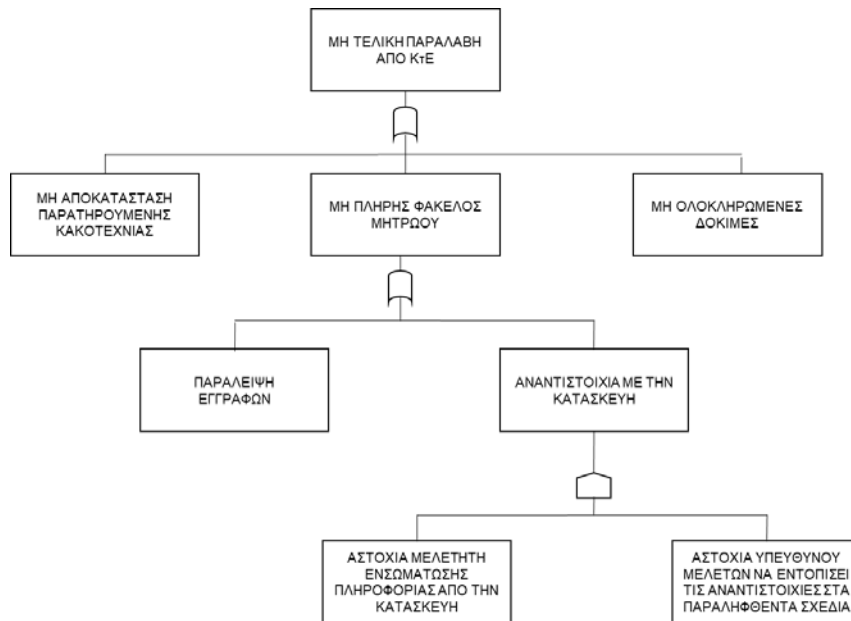 ΜΗ ΤΕΛΙΚΗ ΠΑΡΑΛΑΒΗ
ΑΠΟ ΚτΕ
ΜΗ ΑΠΟΚΑΤΑΣΤΑΣΗ
ΠΑΡΑΤΗΡΟΥΜΕΝΗΣ
ΚΑΚΟΤΕΧΝΙΑΣ
ΜΗ ΠΛΗΡΗΣ ΦΑΚΕΛΟΣ
ΜΗΤΡΩΟΥ
ΜΗ ΟΛΟΚΛΗΡΩΜΕΝΕΣ
ΔΟΚΙΜΕΣ
ΠΑΡΑΛΕΙΨΗ
ΕΓΓΡΑΦΩΝ
ΑΝΑΝΤΙΣΤΟΙΧΙΑ ΜΕ ΤΗΝ
ΚΑΤΑΣΚΕΥΗ
ΑΣΤΟΧΙΑ ΜΕΛΕΤΗΤΗ
ΕΝΣΩΜΑΤΩΣΗΣ
ΠΛΗΡΟΦΟΡΙΑΣ ΑΠΟ ΤΗΝ
ΚΑΤΑΣΚΕΥΗ
ΑΣΤΟΧΙΑ ΥΠΕΥΘΥΝΟΥ
ΜΕΛΕΤΩΝ ΝΑ ΕΝΤΟΠΙΣΕΙ
ΤΙΣ ΑΝΑΝΤΙΣΤΟΙΧΙΕΣ ΣΤΑ
ΠΑΡΑΛΗΦΘΕΝΤΑ ΣΧΕΔΙΑ